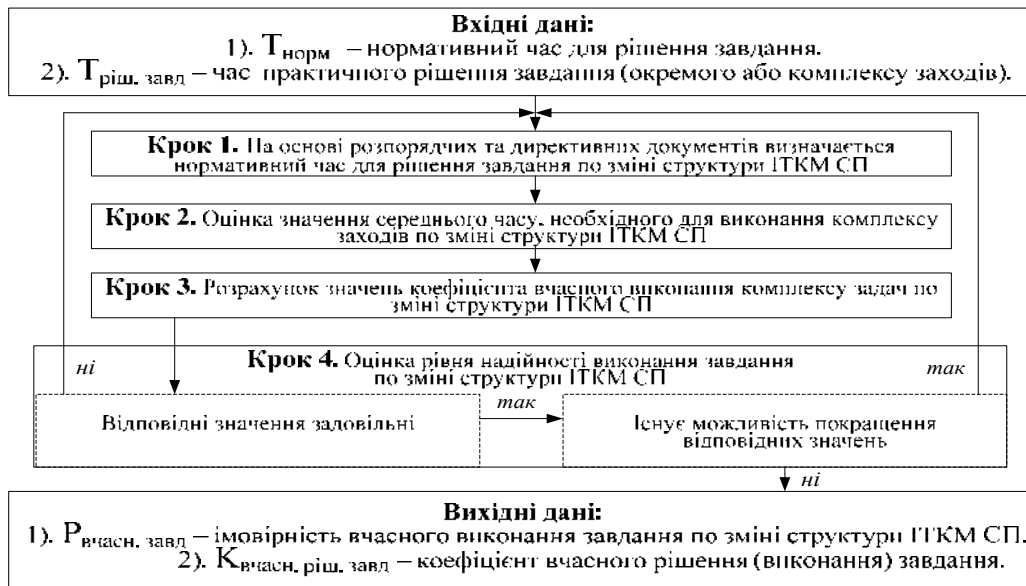 Вхідні дані:
1). Tнорм – нормативний час для рішення завдання.
2). Tріш. завд – час практичного рішення завдання (окремого або комплексу заходів).
Крок 1. На основі розпорядчих та директивних документів визначається
нормативний час для рішення завдання по зміні структури ІТКМ СП
Крок 2. Оцінка значення середнього часу, необхідного для виконання комплексу
заходів по зміні структури ІТКМ СП
Крок 3. Розрахунок значень коефіцієнта вчасного виконання комплексу задач по
зміні структури ІТКМ СП
ні
Крок 4. Оцінка рівня надійності виконання завдання
по зміні структури ІТКМ СП
так
Відповідні значення задовільні
так
Існує можливість покращення
відповідних значень
ні
Вихідні дані:
1). Pвчасн. завд – імовірність вчасного виконання завдання по зміні структури ІТКМ СП.
2). Kвчасн. ріш. завд – коефіцієнт вчасного рішення (виконання) завдання.